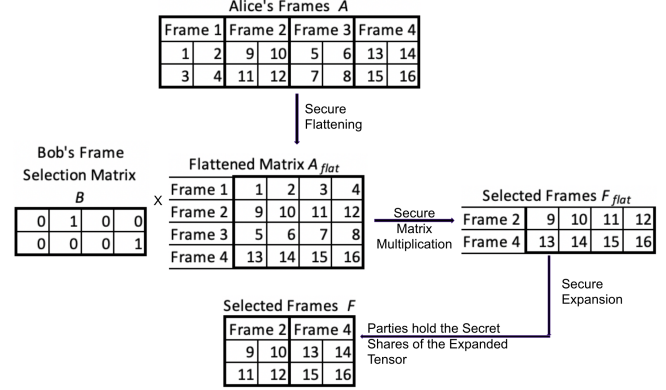 Alice's Frames A
Frame 1 Frame 2 Frame 3 Frame 4
1 2 9 10 5 6 13 14
3 4 11 12 7 8 15 16
Secure
Flattening
Bob's Frame
Selection Matrix
B
0 1 0 0
0 0 0 1
X
Flattened Matrix A flat
Frame 1 1 2 3 4
Frame 2 9 10 11 12
Frame 3 5 6 7 8
Frame 4 13 14 15 16
Secure
Matrix
Multiplication
Selected Frames F flat
Frame 2 9 10 11 12
Frame 4 13 14 15 16
Secure
Expansion
Parties hold the Secret
Shares of the Expanded
Tensor
Selected Frames F
Frame 2 Frame 4
9 10 13 14
11 12 15 16